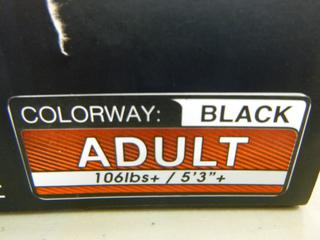 COLORWAY: BLACK
ADULT
106lbs+ / 5'3"+